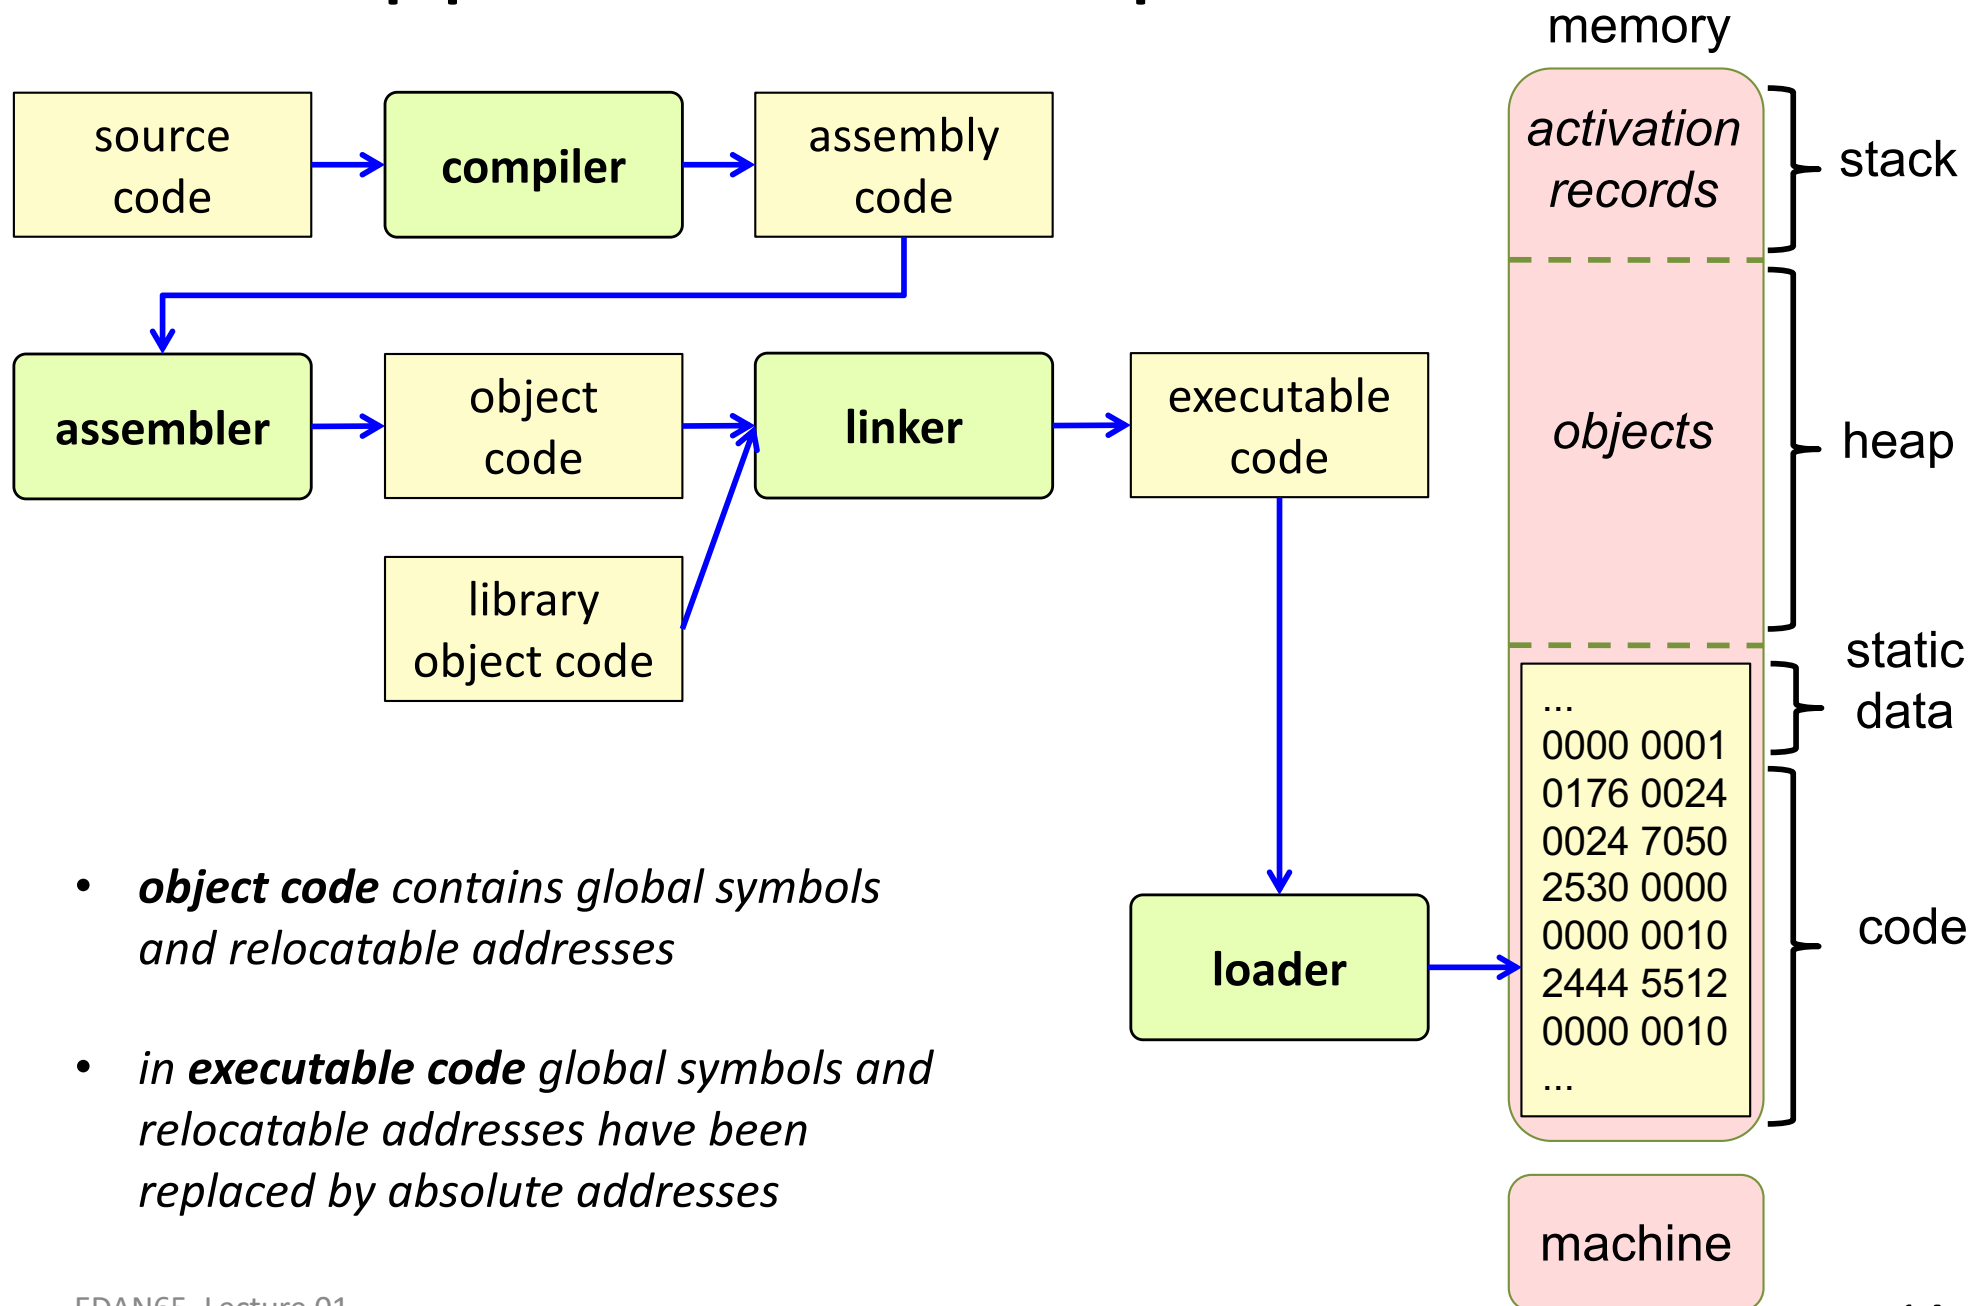 memory
source
code
compiler
assembly
code
activation
records
stack
assembler
object
code
linker
executable
code
objects
heap
library
object code
static
data
...
0000 0001
0176 0024
0024 7050
2530 0000
0000 0010
2444 5512
0000 0010
...
code
loader
• object code contains global symbols
and relocatable addresses
• in executable code global symbols and
relocatable addresses have been
replaced by absolute addresses
machine
Lecture 01